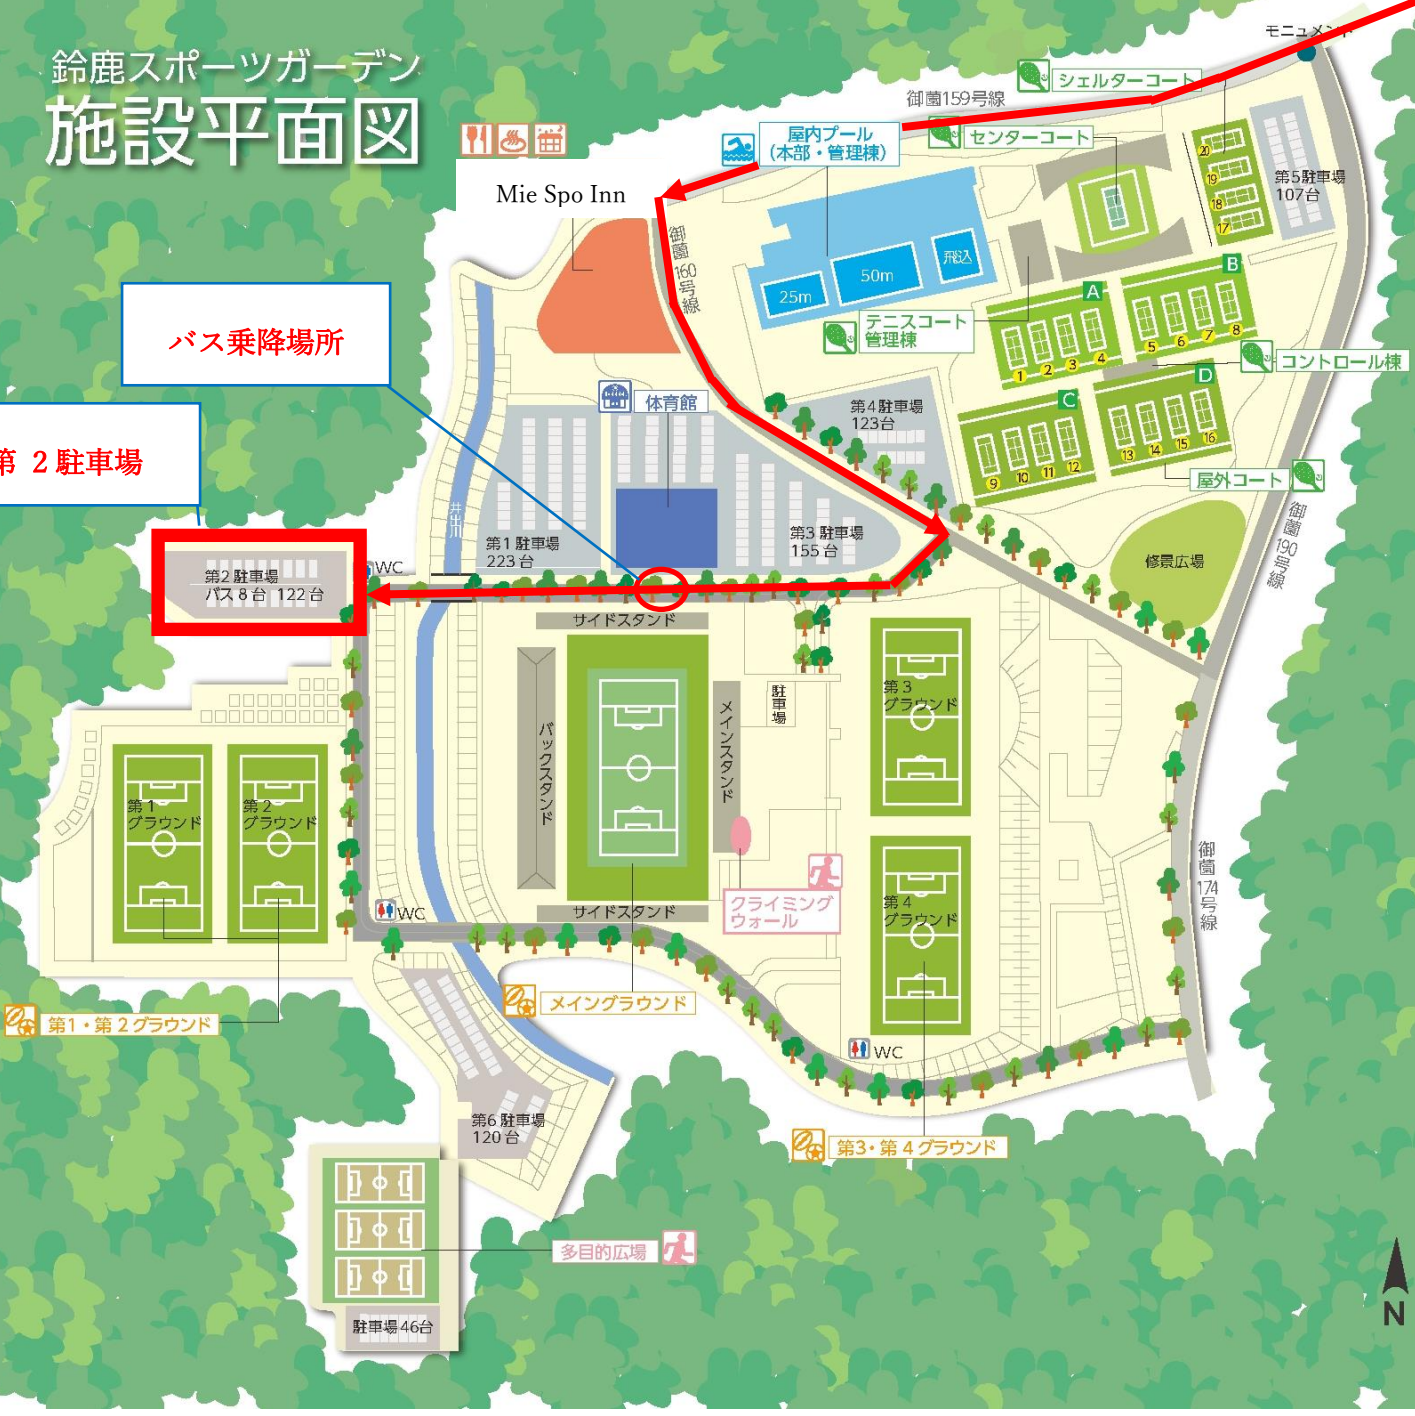 鈴鹿スポーツガーデン
施設平面図
モニュメント
シェルターコート
御薗159号線
センターコート
屋内プール
(本部・管理棟)
Mie Spo Inn
御薗160号線
第5駐車場
107台
20
19
18
17
25m
50m
飛込
テニスコート
管理棟
A
B
1
2
3
4
5
6
7
8
コントロール棟
C
D
9
10
11
12
13
14
15
16
屋外コート
バス乗降場所
第 2 駐車場
体育館
第4駐車場
123台
井出川
第1駐車場
223台
第3駐車場
155台
修景広場
御薗190号線
第2駐車場
バス8台 122台
WC
サイドスタンド
バックスタンド
メインスタンド
駐車場
第3
グラウンド
第1
グラウンド
第2
グラウンド
御薗174号線
クライミング
ウォール
第4
グラウンド
WC
サイドスタンド
メイングラウンド
第1・第2グラウンド
WC
第6駐車場
120台
第3・第4グラウンド
多目的広場
駐車場46台
N